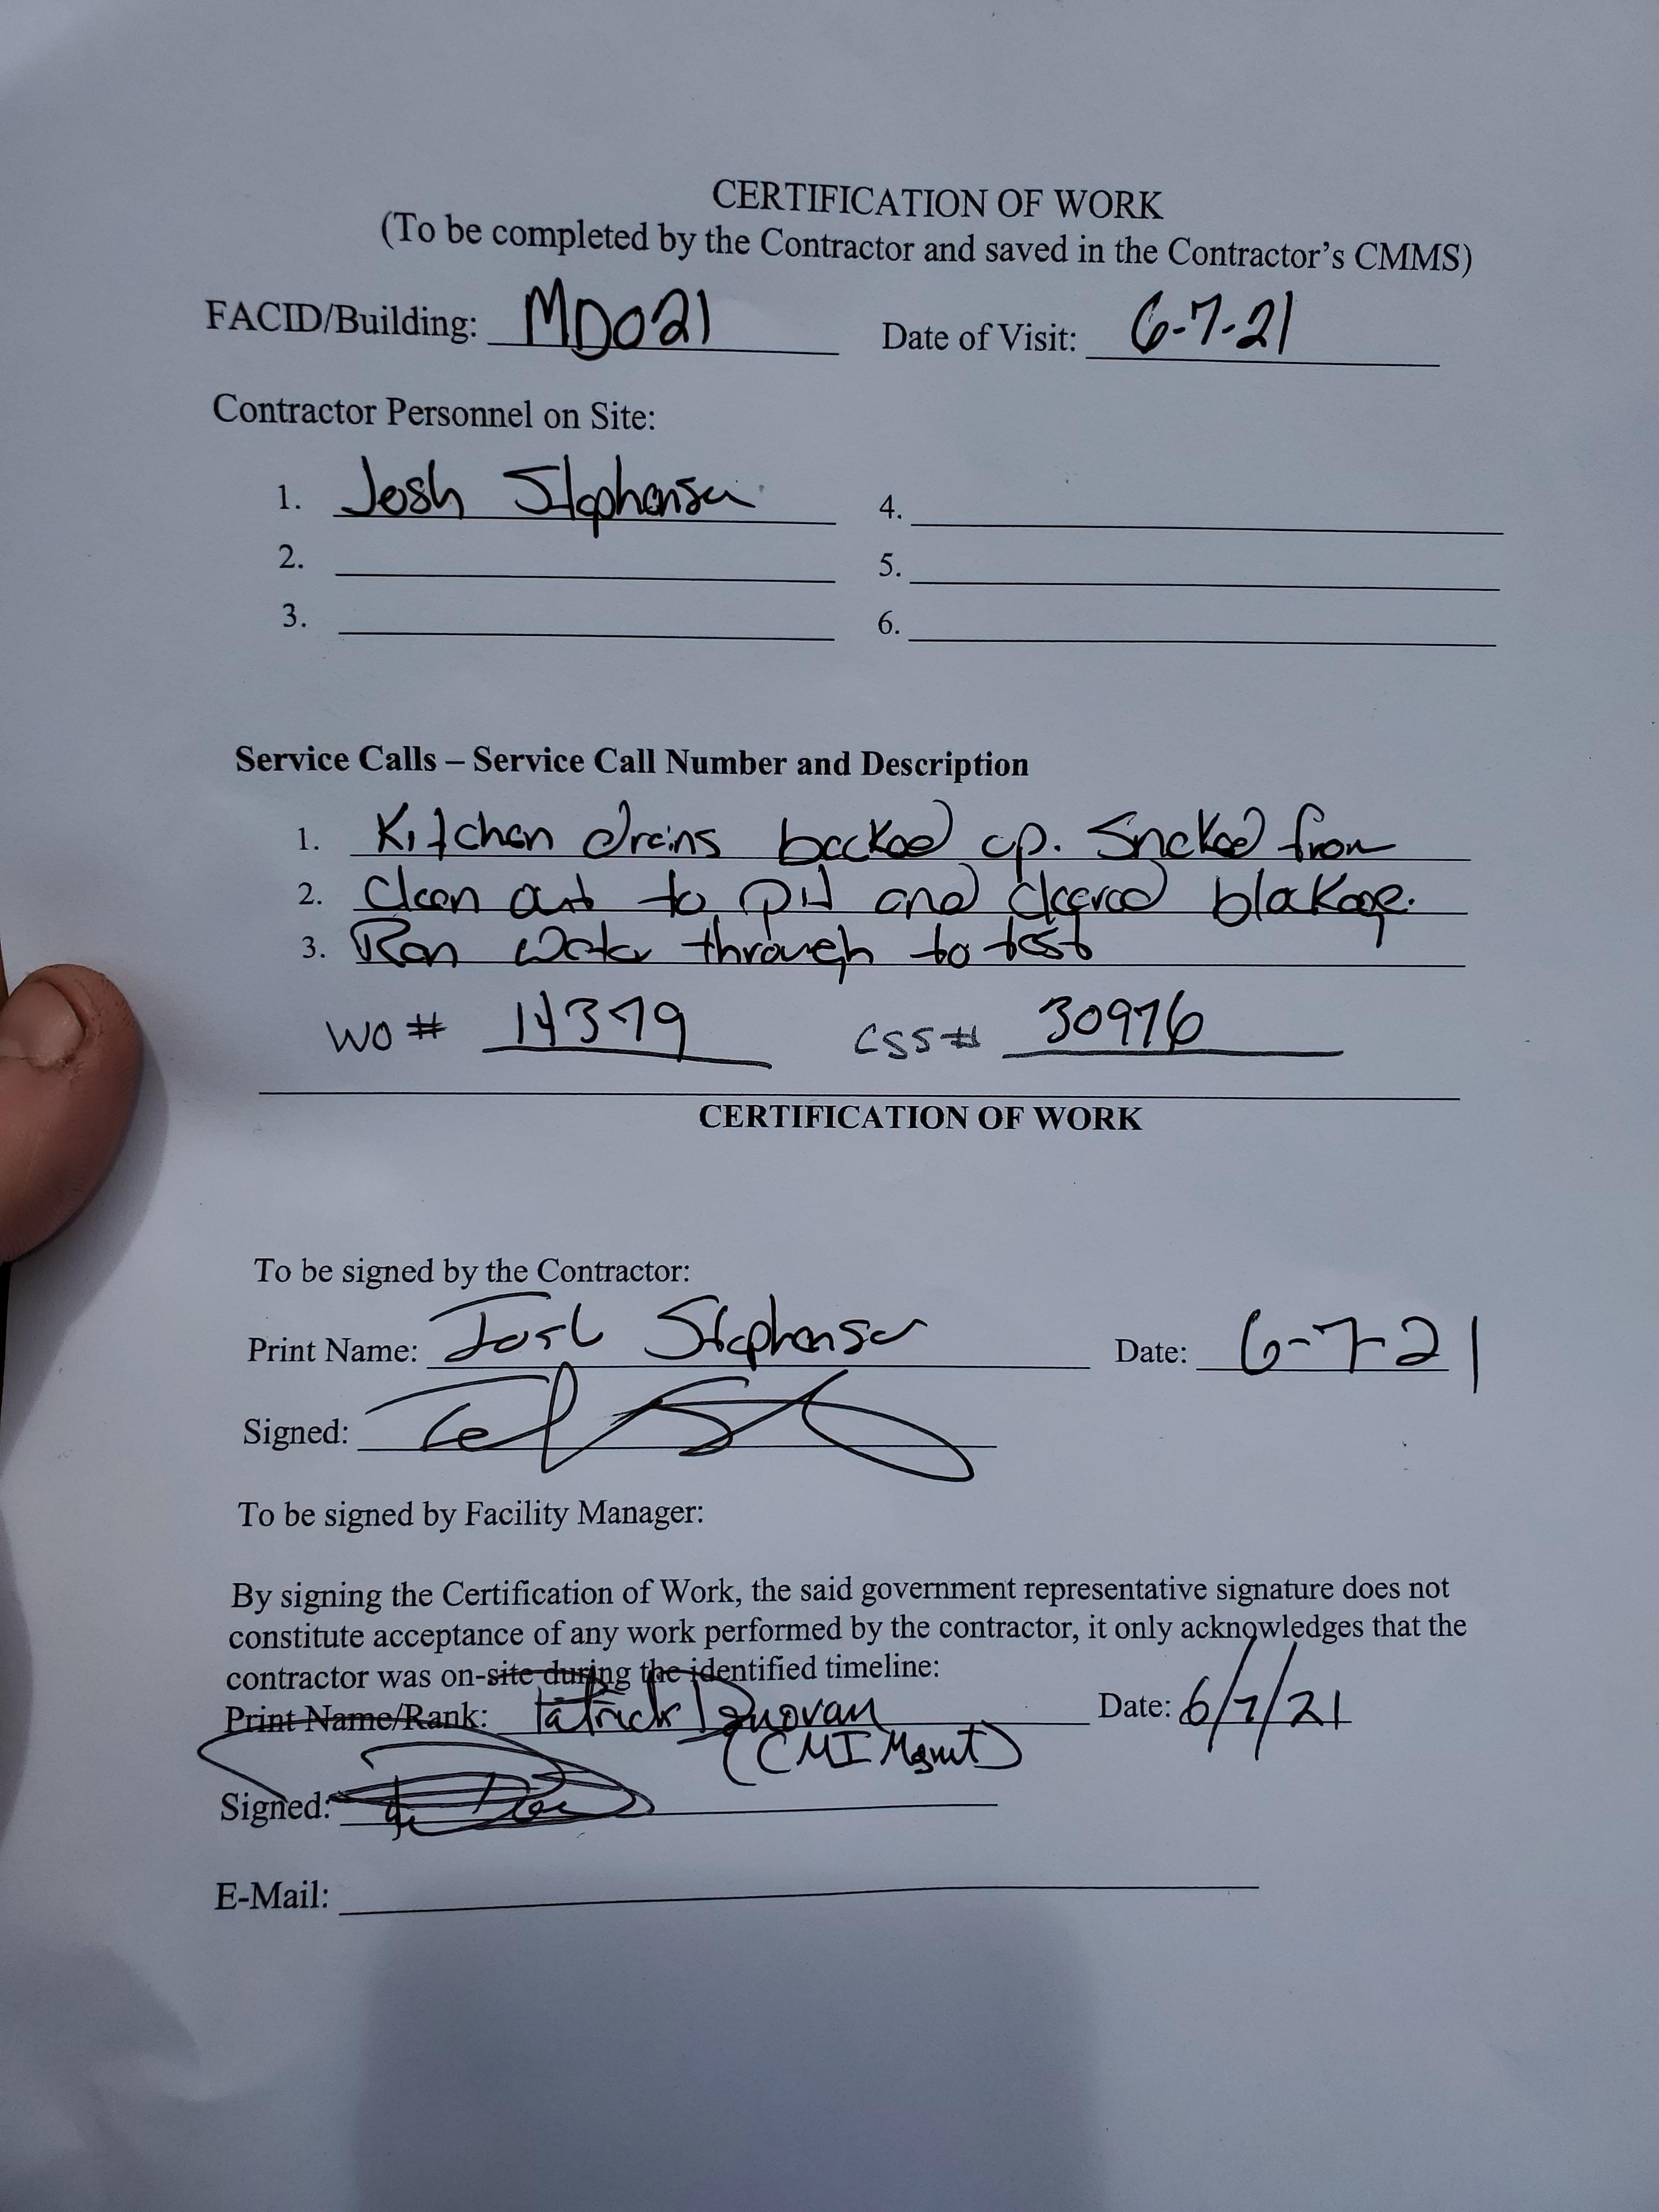 CERTIFICATION OF WORK
(To be completed by the Contractor and saved in the Contractor's CMMS)
FACID/Building: MD021 Date of Visit: 6-7-21
Contractor Personnel on Site:
1. Josh Stephenson 4.
2. 5.
3. 6.
Service Calls – Service Call Number and Description
1. Kitchen drains backed up. Snaked from
2. Clean out to pit and cleared blakage.
3. Ran water through to test
WO # 14379 CSS# 30976
CERTIFICATION OF WORK
To be signed by the Contractor:
Print Name: Josh Stephenson Date: 6-7-21
Signed:
To be signed by Facility Manager:
By signing the Certification of Work, the said government representative signature does not
constitute acceptance of any work performed by the contractor, it only acknowledges that the
contractor was on-site during the identified timeline:
Print Name/Rank: Patrick Donovan Date: 6/7/21
(CMI Mgmt)
Signed:
E-Mail: